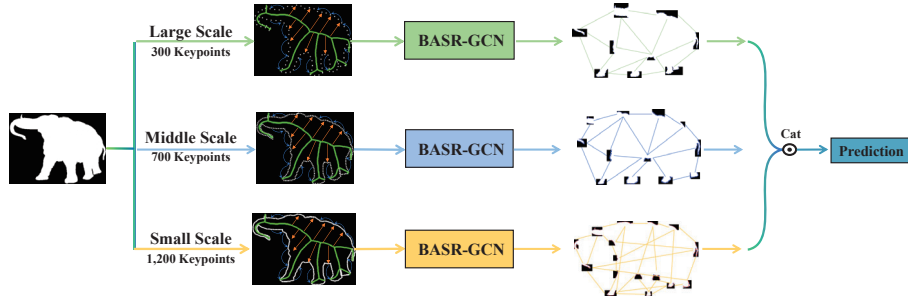 Large Scale
300 Keypoints
BASR-GCN
Middle Scale
700 Keypoints
BASR-GCN
Cat
Prediction
Small Scale
1,200 Keypoints
BASR-GCN